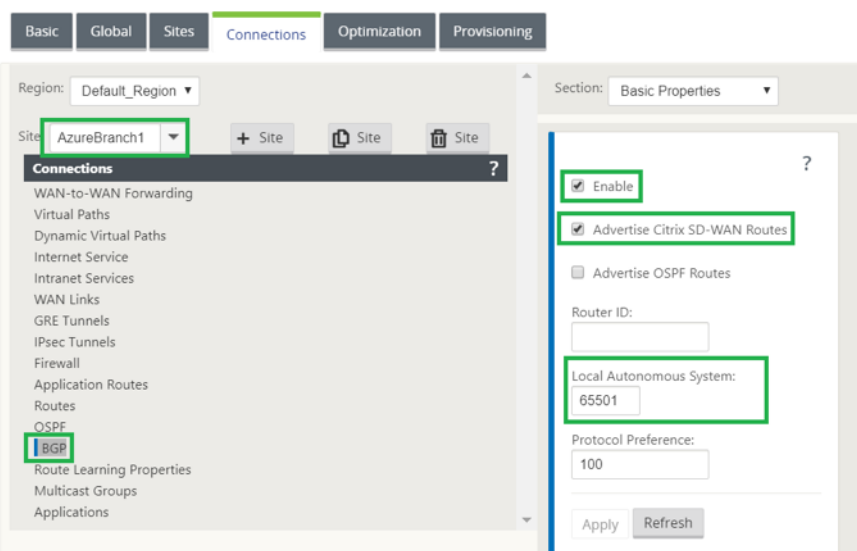 Basic Global Sites Connections Optimization Provisioning
Region: Default_Region
Site AzureBranch1 + Site Site Site
Connections ?
WAN-to-WAN Forwarding
Virtual Paths
Dynamic Virtual Paths
Internet Service
Intranet Services
WAN Links
GRE Tunnels
IPsec Tunnels
Firewall
Application Routes
Routes
OSPF
BGP
Route Learning Properties
Multicast Groups
Applications
Section: Basic Properties
?
Enable
Advertise Citrix SD-WAN Routes
Advertise OSPF Routes
Router ID:
Local Autonomous System:
65501
Protocol Preference:
100
Apply Refresh